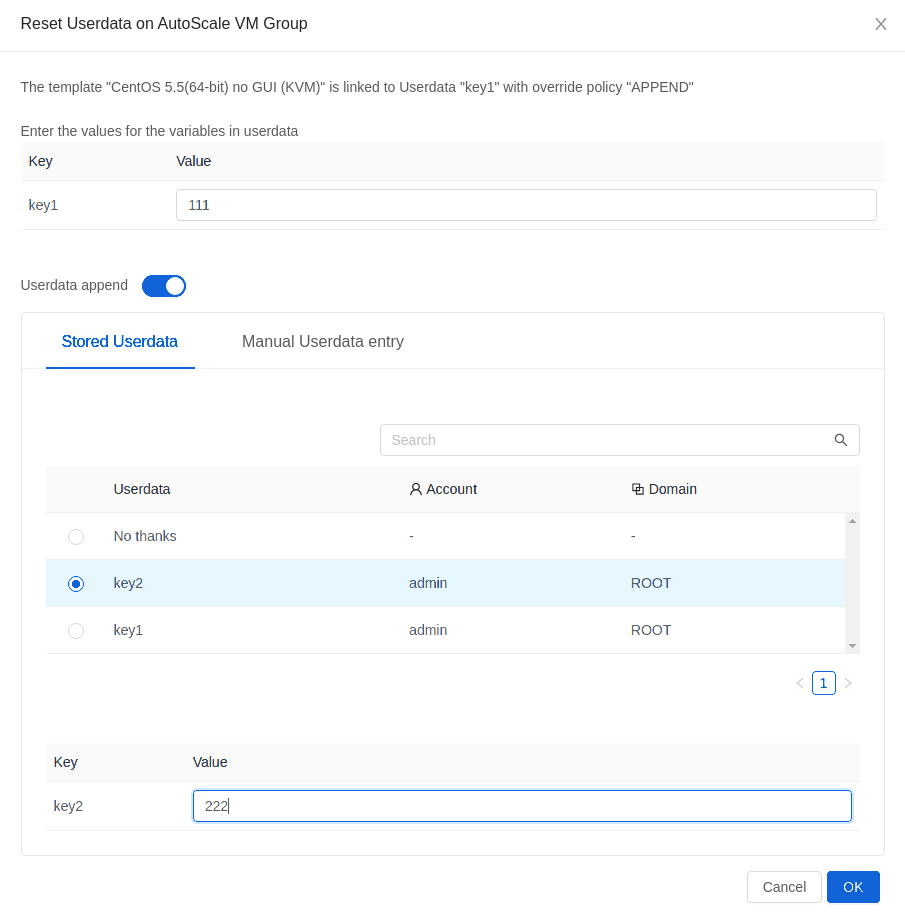 Reset Userdata on AutoScale VM Group
The template "CentOS 5.5(64-bit) no GUI (KVM)" is linked to Userdata "key1" with override policy "APPEND"
Enter the values for the variables in userdata
Key Value
key1 111
Userdata append
Stored Userdata Manual Userdata entry
Search
Userdata Account Domain
No thanks - -
key2 admin ROOT
key1 admin ROOT
< 1 >
Key Value
key2 222
Cancel OK